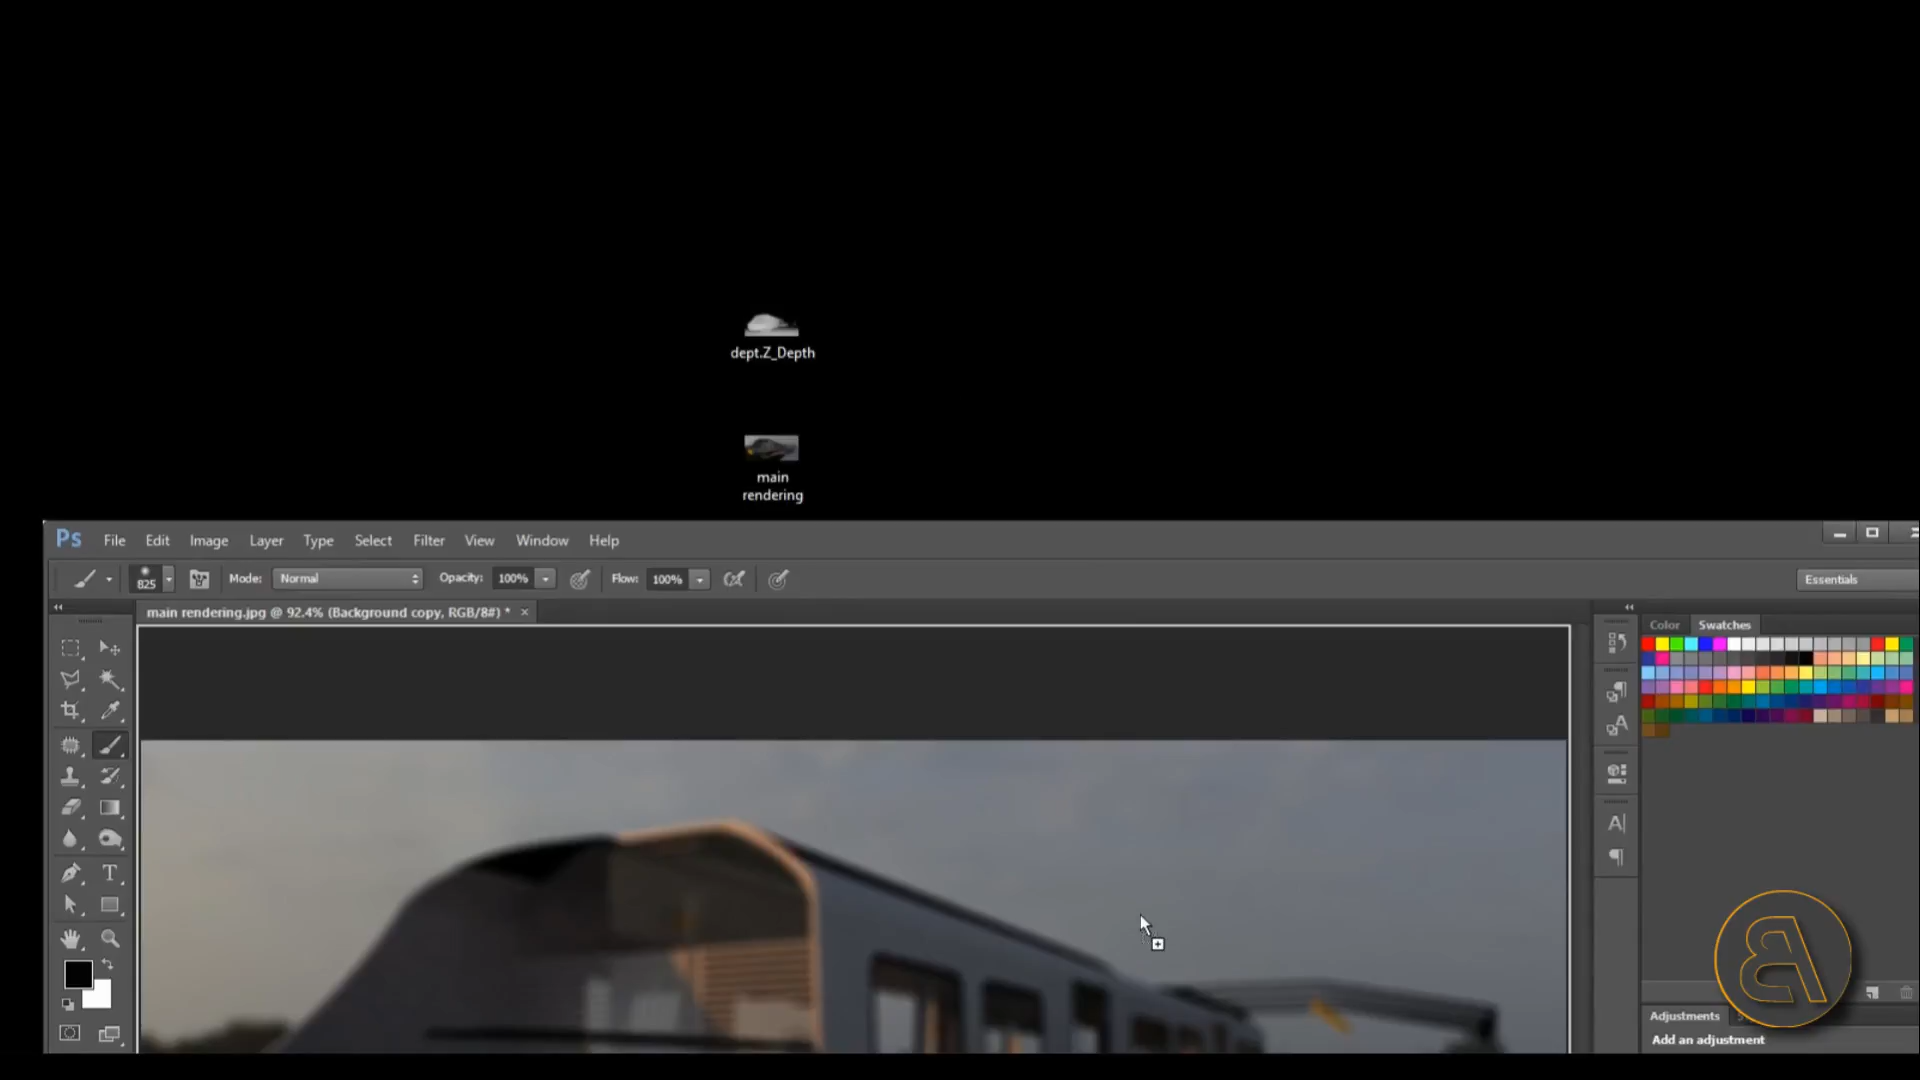 dept.Z_Depth
main
rendering
Ps File Edit Image Layer Type Select Filter View Window Help
825 Mode: Normal Opacity: 100% Flow: 100% Essentials
main rendering.jpg @ 92.4% (Background copy, RGB/8#) * ×
Color Swatches
Adjustments
Add an adjustment